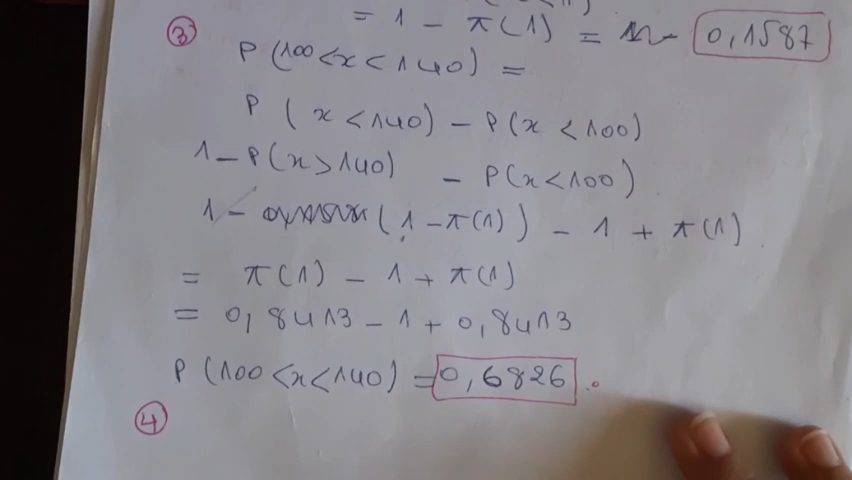 = 1 - π(1) = 0,1587
③
P(100<x<140) =
P(x<140) - P(x<100)
1-P(x>140) - P(x<100)
1 - (1-π(1)) - 1 + π(1)
= π(1) - 1 + π(1)
= 0,8413 - 1 + 0,8413
P(100<x<140) = 0,6826.
④